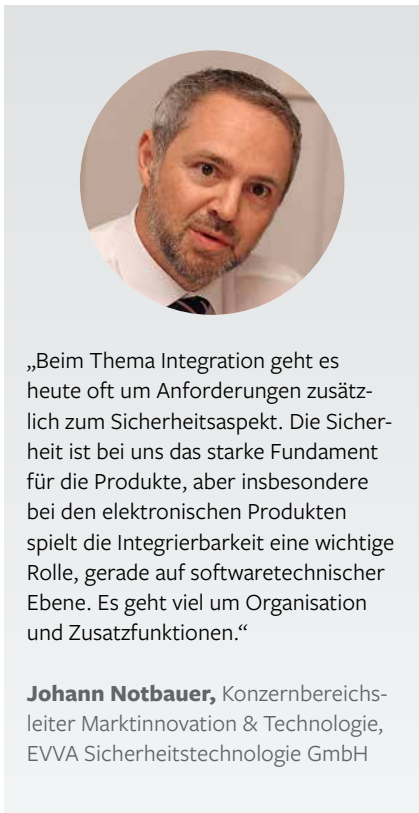 „Beim Thema Integration geht es
heute oft um Anforderungen zusätz-
lich zum Sicherheitsaspekt. Die Sicher-
heit ist bei uns das starke Fundament
für die Produkte, aber insbesondere
bei den elektronischen Produkten
spielt die Integrierbarkeit eine wichtige
Rolle, gerade auf softwaretechnischer
Ebene. Es geht viel um Organisation
und Zusatzfunktionen.“
Johann Notbauer, Konzernbereichs-
leiter Marktinnovation & Technologie,
EVVA Sicherheitstechnologie GmbH